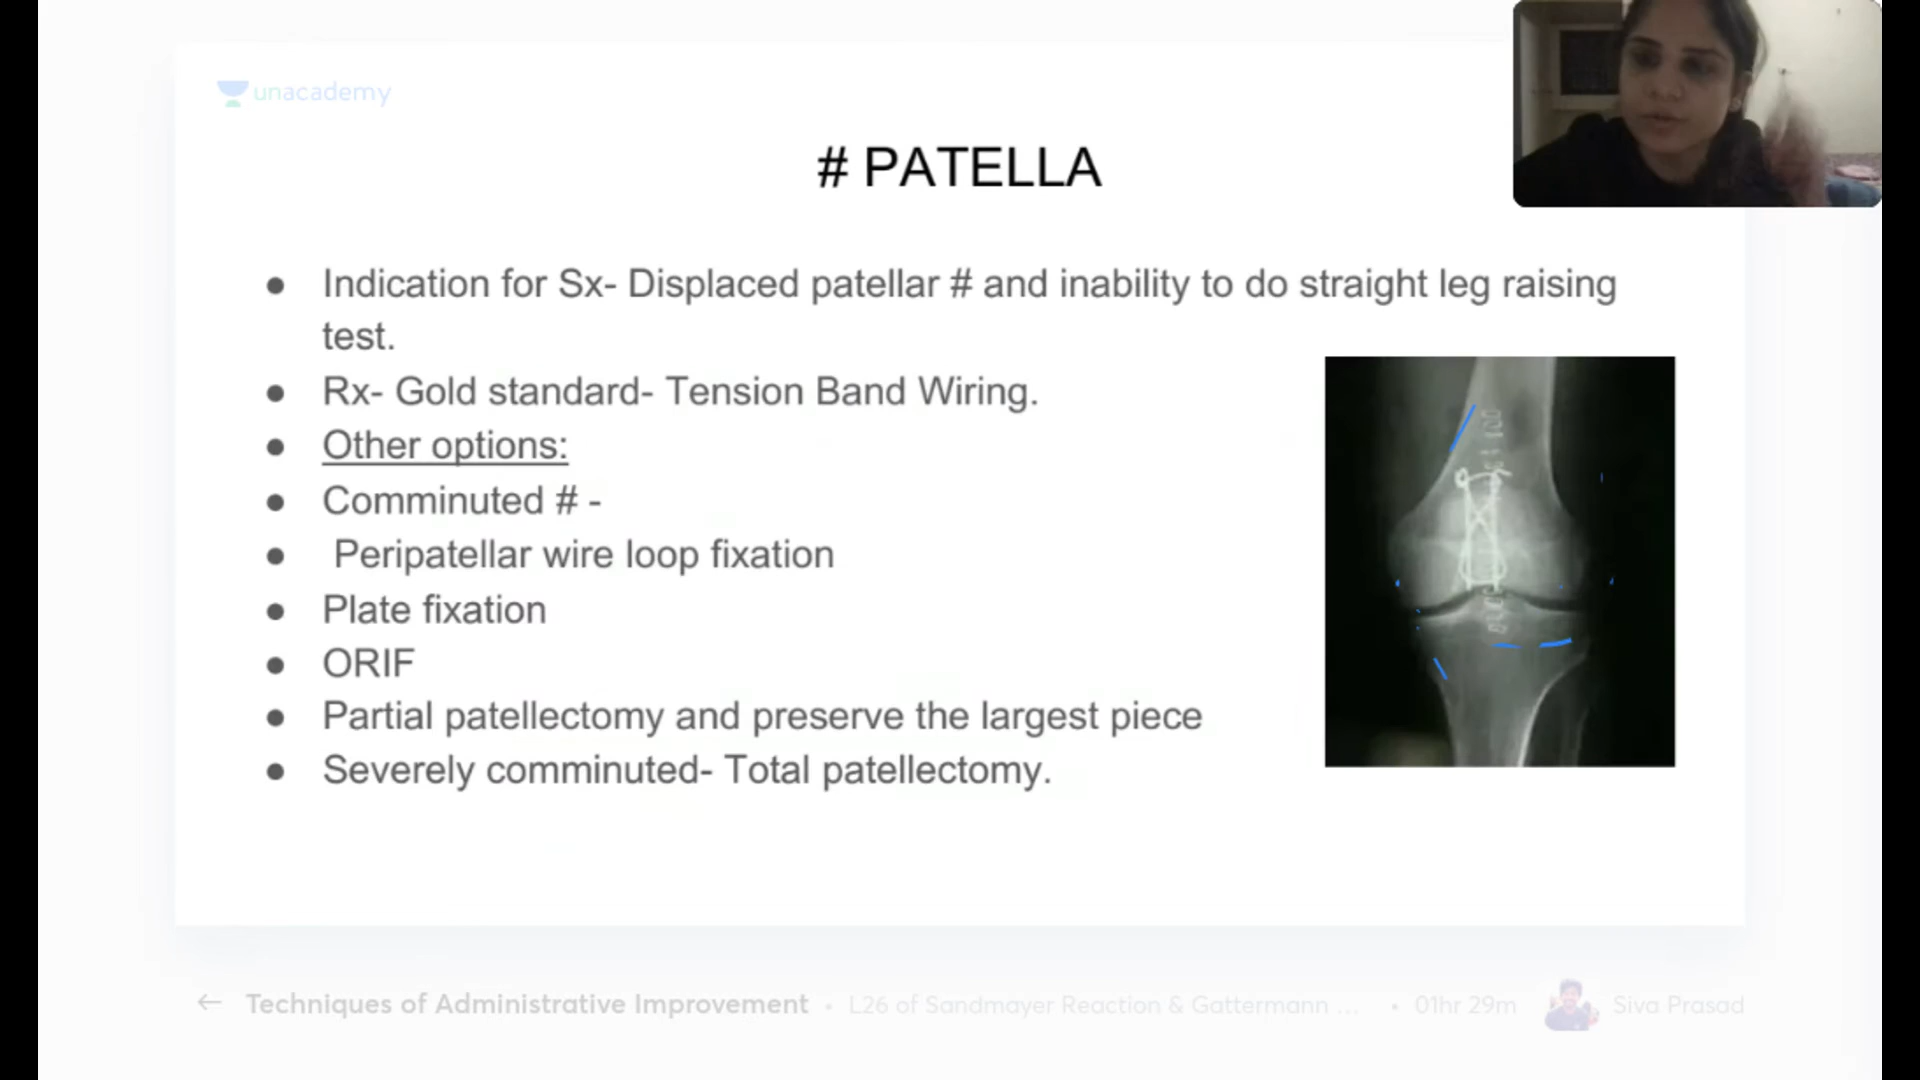 unacademy
# PATELLA
● Indication for Sx- Displaced patellar # and inability to do straight leg raising
test.
● Rx- Gold standard- Tension Band Wiring.
● Other options:
● Comminuted # -
● Peripatellar wire loop fixation
● Plate fixation
● ORIF
● Partial patellectomy and preserve the largest piece
● Severely comminuted- Total patellectomy.
← Techniques of Administrative Improvement • L26 of Sandmayer Reaction & Gattermann ... • 01hr 29m Siva Prasad